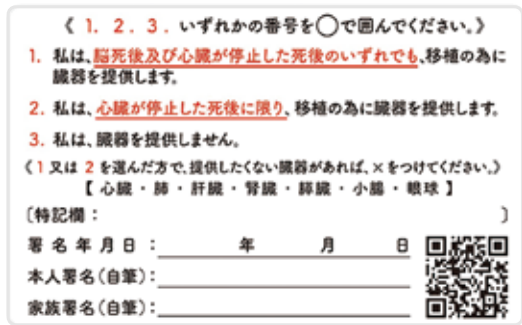 《 1. 2. 3. いずれかの番号を◯で囲んでください。》
1. 私は、脳死後及び心臓が停止した死後のいずれでも、移植の為に
臓器を提供します。
2. 私は、心臓が停止した死後に限り、移植の為に臓器を提供します。
3. 私は、臓器を提供しません。
《1 又は 2 を選んだ方で、提供したくない臓器があれば、×をつけてください。》
【 心臓 ・ 肺 ・ 肝臓 ・ 腎臓 ・ 膵臓 ・ 小腸 ・ 眼球 】
〔特記欄： 〕
署名年月日： 年 月 日
本人署名(自筆)：
家族署名(自筆)：